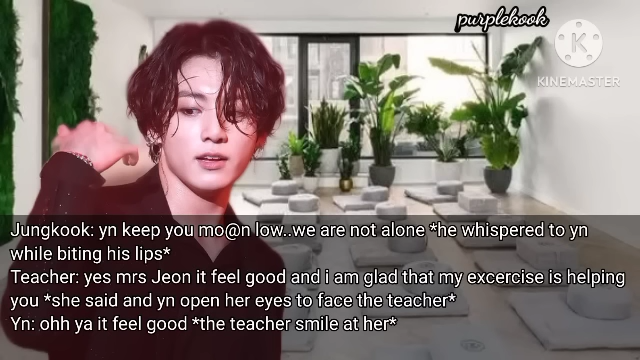 purplekook
KINEMASTER
Jungkook: yn keep you mo@n low..we are not alone *he whispered to yn
while biting his lips*
Teacher: yes mrs Jeon it feel good and i am glad that my excercise is helping
you *she said and yn open her eyes to face the teacher*
Yn: ohh ya it feel good *the teacher smile at her*